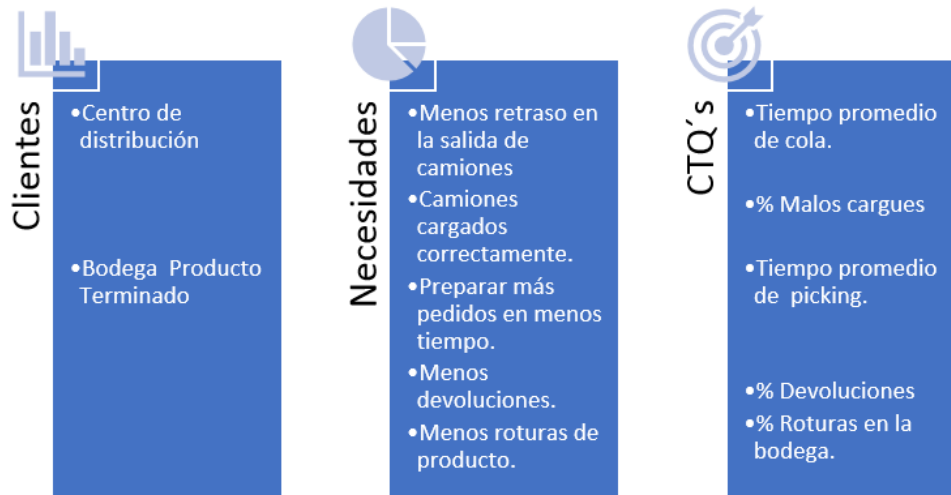 Clientes
•Centro de
distribución
•Bodega Producto
Terminado
Necesidades
•Menos retraso en
la salida de
camiones
•Camiones
cargados
correctamente.
•Preparar más
pedidos en menos
tiempo.
•Menos
devoluciones.
•Menos roturas de
producto.
CTQ´s
•Tiempo promedio
de cola.
•% Malos cargues
•Tiempo promedio
de picking.
•% Devoluciones
•% Roturas en la
bodega.